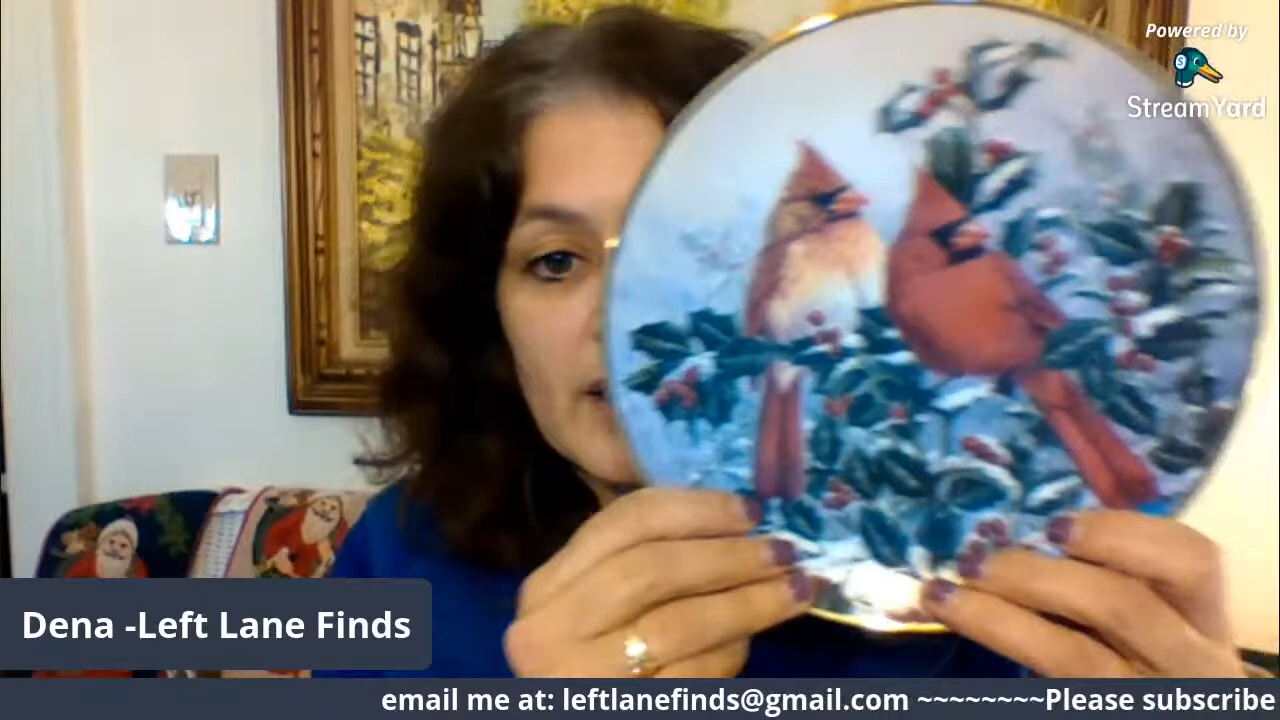 Powered by
StreamYard
Dena -Left Lane Finds
email me at: leftlanefinds@gmail.com ~~~~~~~~Please subscribe